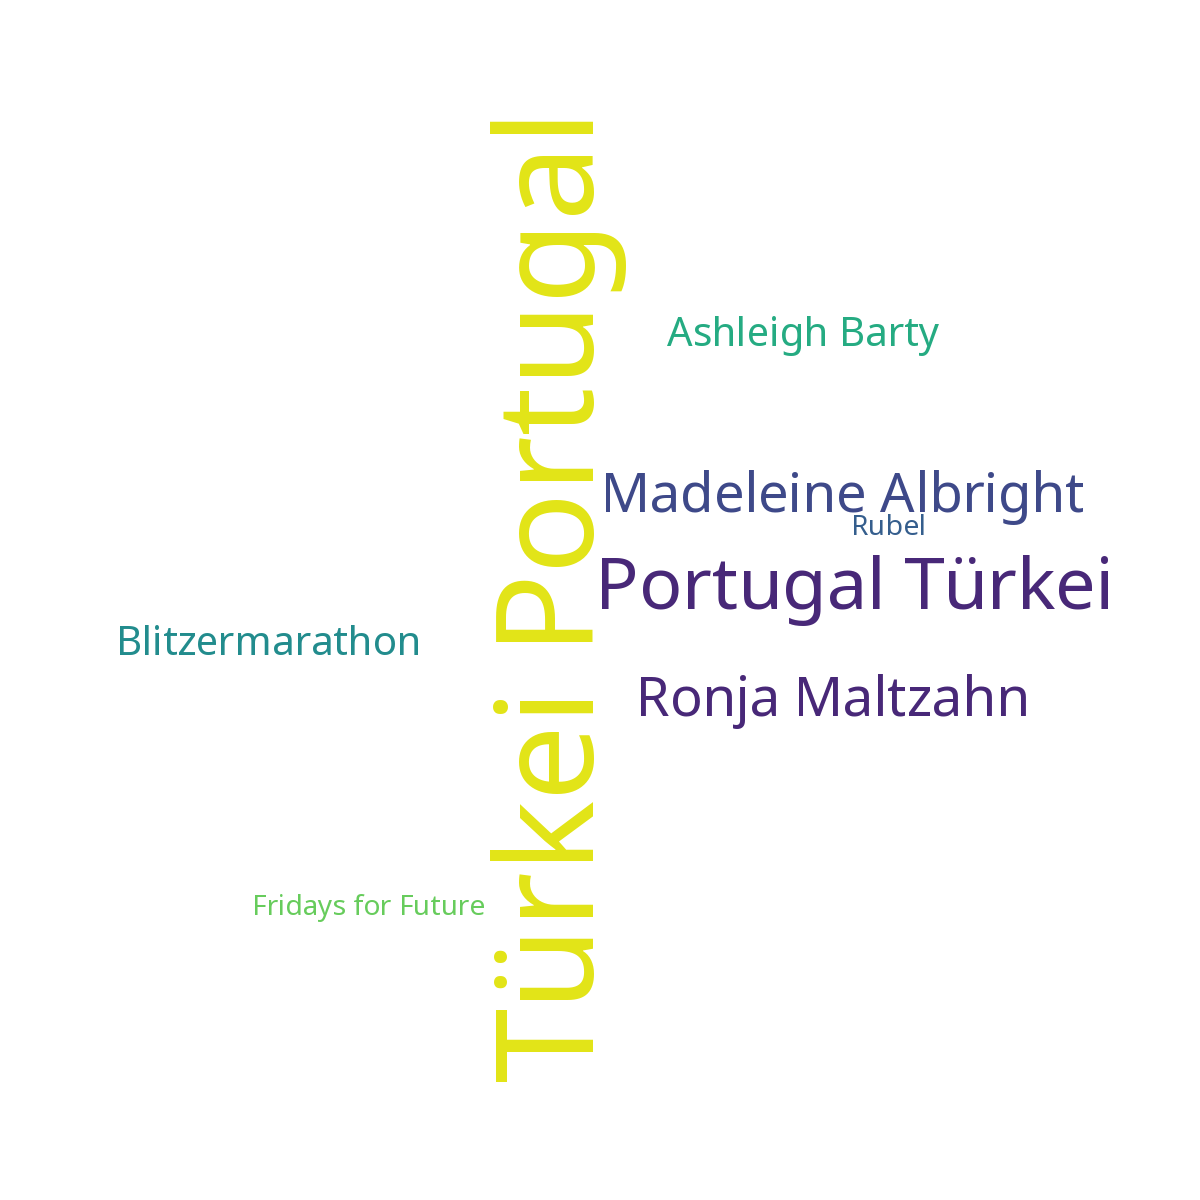 Türkei Portugal
Ashleigh Barty
Madeleine Albright
Rubel
Portugal Türkei
Blitzermarathon
Ronja Maltzahn
Fridays for Future